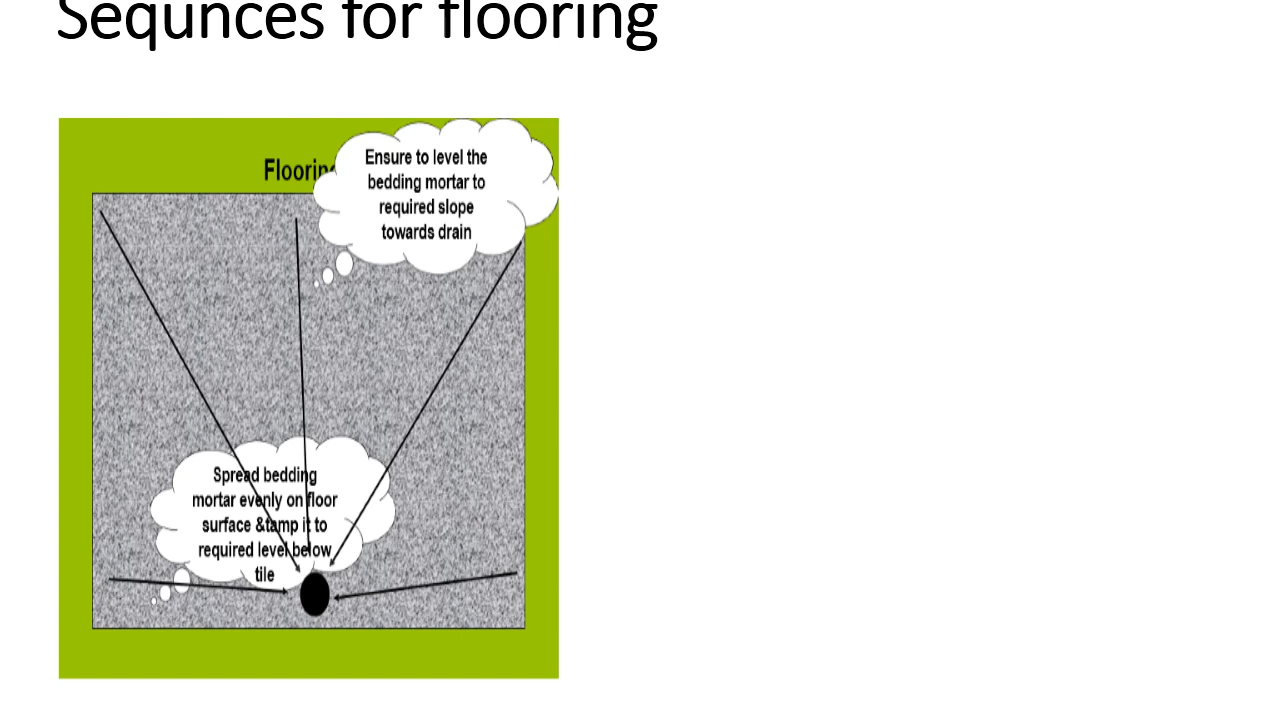 Sequnces for flooring
Ensure to level the
bedding mortar to
required slope
towards drain
Spread bedding
mortar evenly on floor
surface &tamp it to
required level below
tile